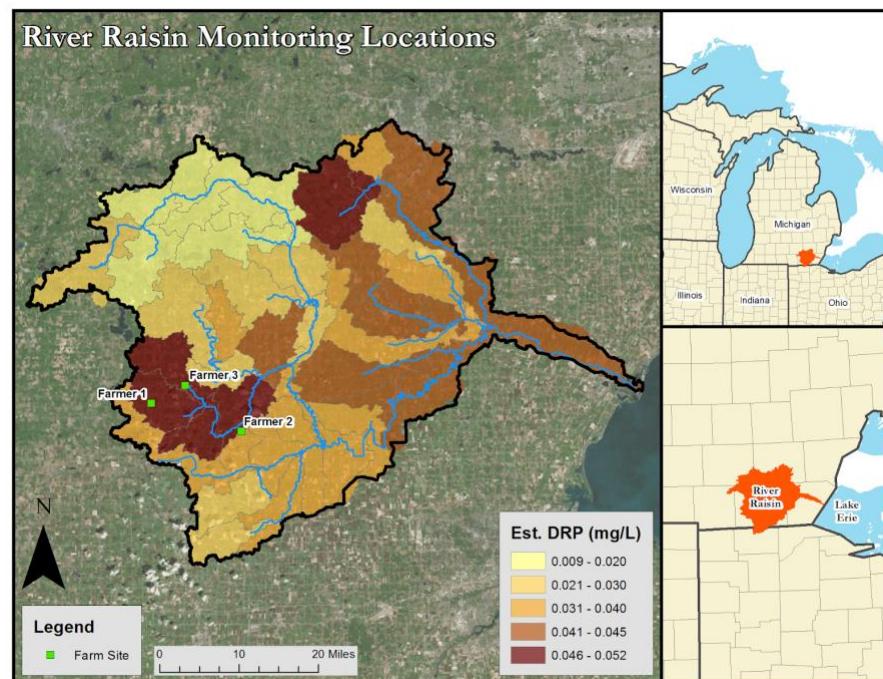 River Raisin Monitoring Locations
Farmer 3
Farmer 1
Farmer 2
N
Legend
Farm Site
0 10 20 Miles
Est. DRP (mg/L)
0.009 - 0.020
0.021 - 0.030
0.031 - 0.040
0.041 - 0.045
0.046 - 0.052
Wisconsin
Michigan
Illinois
Indiana
Ohio
River
Raisin
Lake
Erie